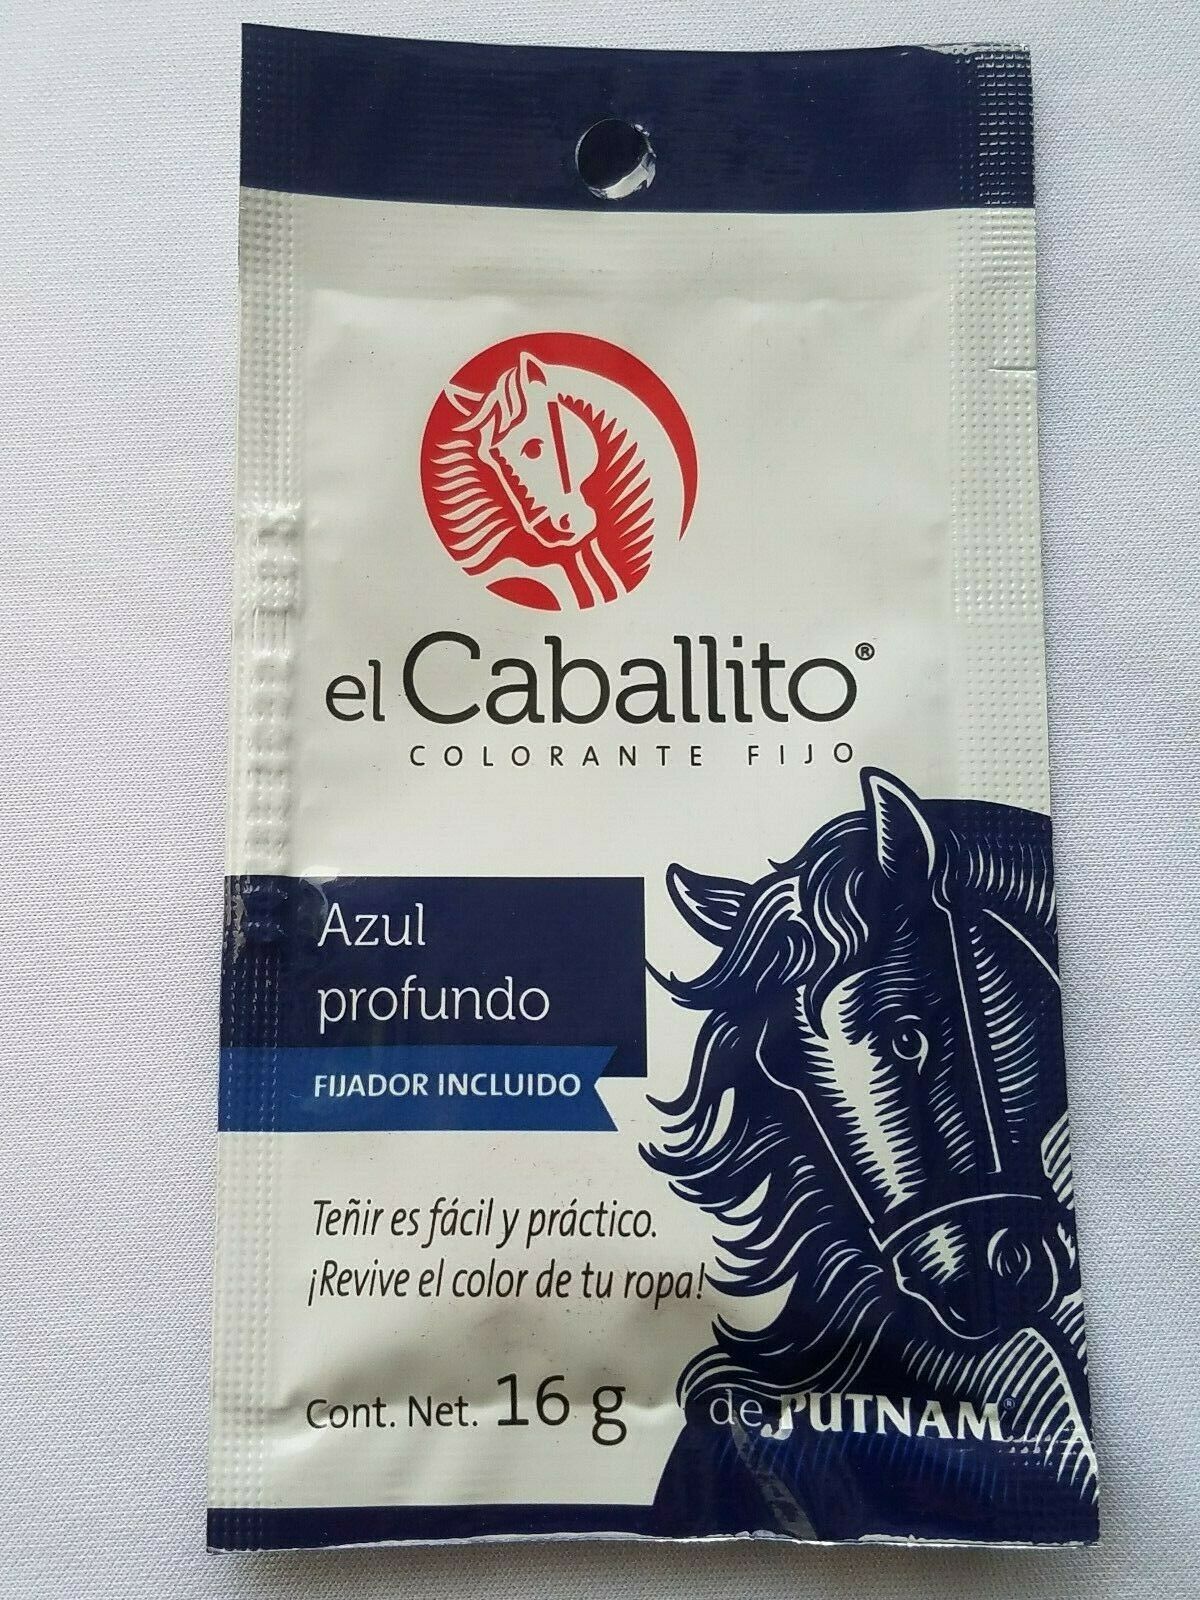 el Caballito®
COLORANTE FIJO
Azul
profundo
FIJADOR INCLUIDO
Teñir es fácil y práctico.
¡Revive el color de tu ropa!
Cont. Net. 16 g
de PUTNAM®